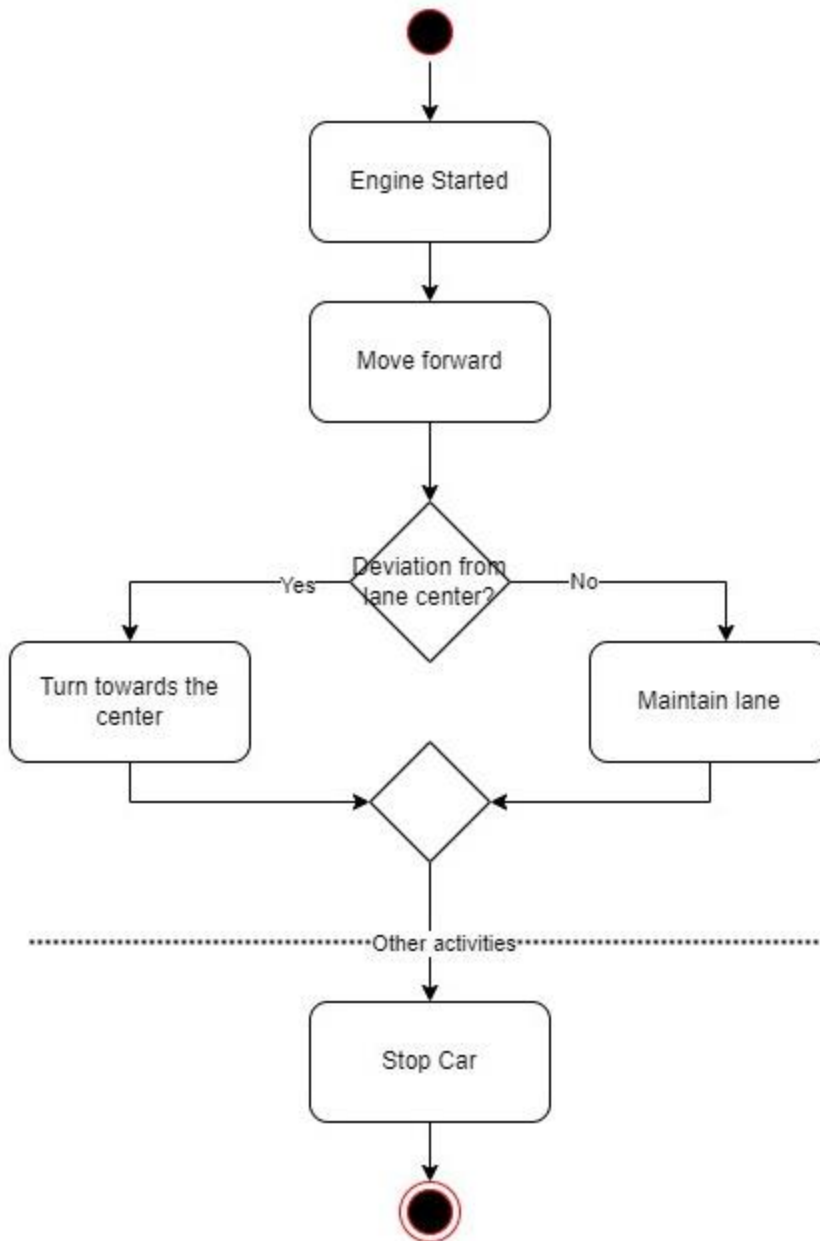 Engine Started
Move forward
Deviation from
lane center?
Yes
No
Turn towards the
center
Maintain lane
Other activities
Stop Car